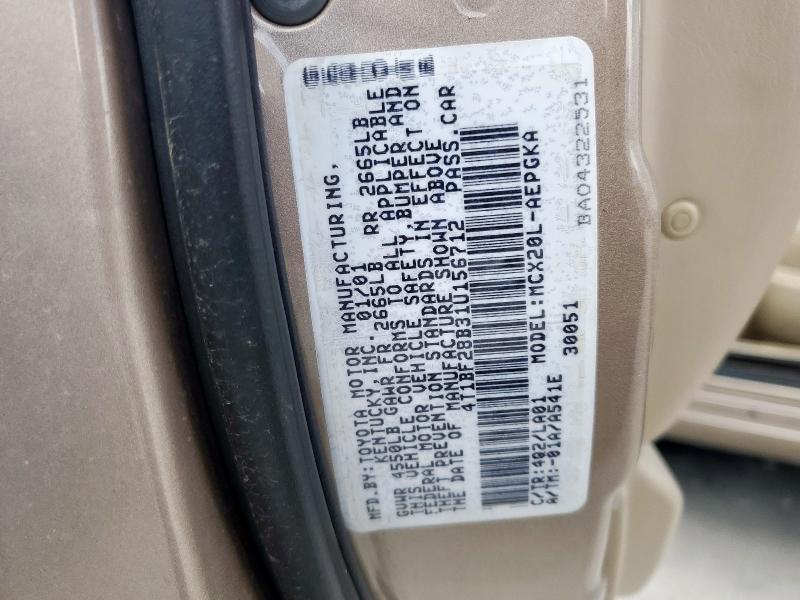 MFD. BY: TOYOTA MOTOR MANUFACTURING,
KENTUCKY, INC. 01/01
GVWR 4550LB GAWR FR 2665LB RR 2665LB
THIS VEHICLE CONFORMS TO ALL APPLICABLE
FEDERAL MOTOR VEHICLE SAFETY, BUMPER AND
THEFT PREVENTION STANDARDS IN EFFECT ON
THE DATE OF MANUFACTURE SHOWN ABOVE
4T1BF28B31U156712 PASS.CAR
C/TR:4Q2/LA01 MODEL:MCX20L-AEPGKA
A/TM:-01A/A541E 30051
BA04322531